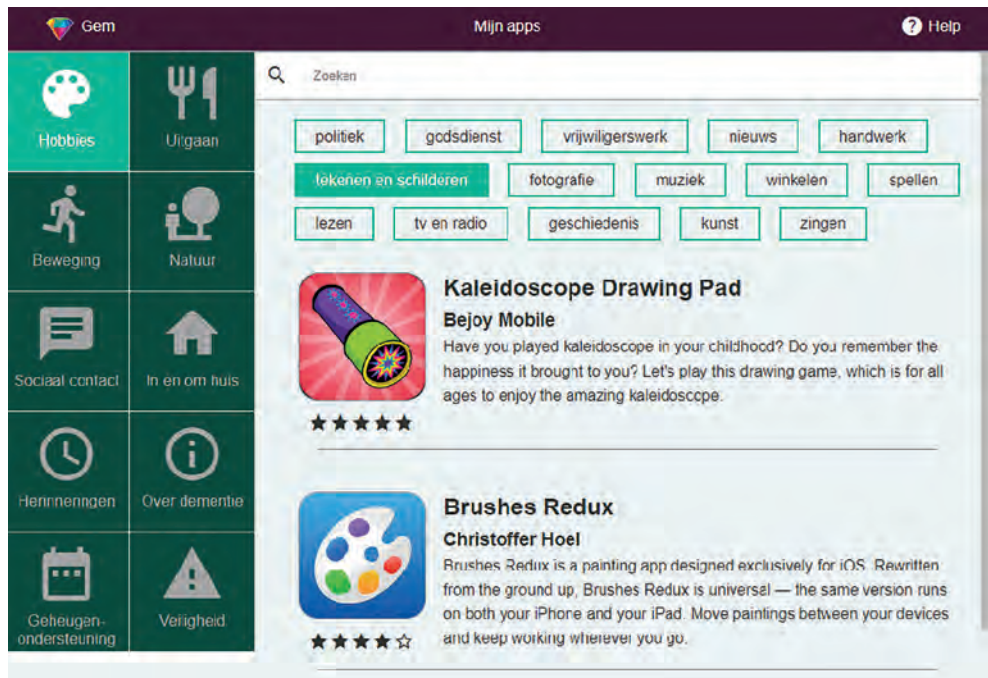 Gem
Mijn apps
Help
Zoeken
Hobbies
Uitgaan
Beweging
Natuur
Sociaal contact
In en om huis
Herinneringen
Over dementie
Geheugen-
ondersteuning
Veiligheid
politiek
godsdienst
vrijwiligerswerk
nieuws
handwerk
tekenen en schilderen
fotografie
muziek
winkelen
spellen
lezen
tv en radio
geschiedenis
kunst
zingen
Kaleidoscope Drawing Pad
Bejoy Mobile
Have you played kaleidoscope in your childhood? Do you remember the
happiness it brought to you? Let's play this drawing game, which is for all
ages to enjoy the amazing kaleidoscope.
Brushes Redux
Christoffer Hoel
Brushes Redux is a painting app designed exclusively for iOS. Rewritten
from the ground up, Brushes Redux is universal — the same version runs
on both your iPhone and your iPad. Move paintings between your devices
and keep working wherever you go.